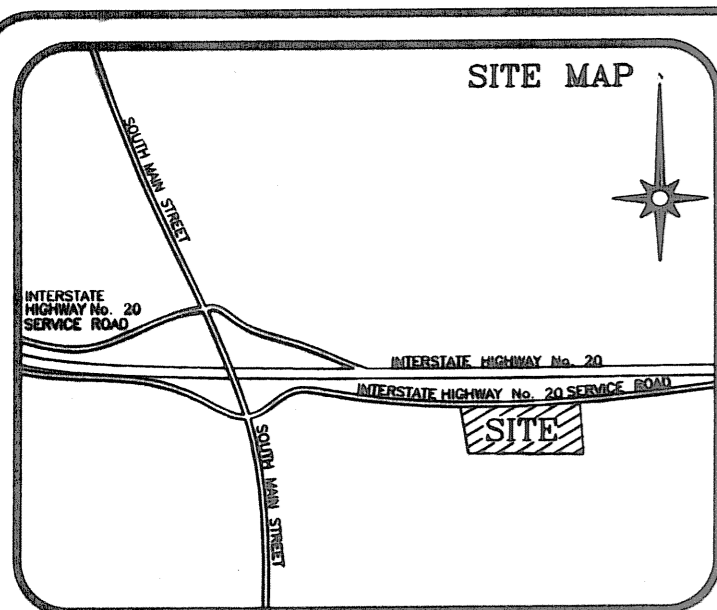 SITE MAP
SOUTH MAIN STREET
INTERSTATE
HIGHWAY No. 20
SERVICE ROAD
INTERSTATE HIGHWAY No. 20
INTERSTATE HIGHWAY No. 20 SERVICE ROAD
SITE
SOUTH MAIN STREET